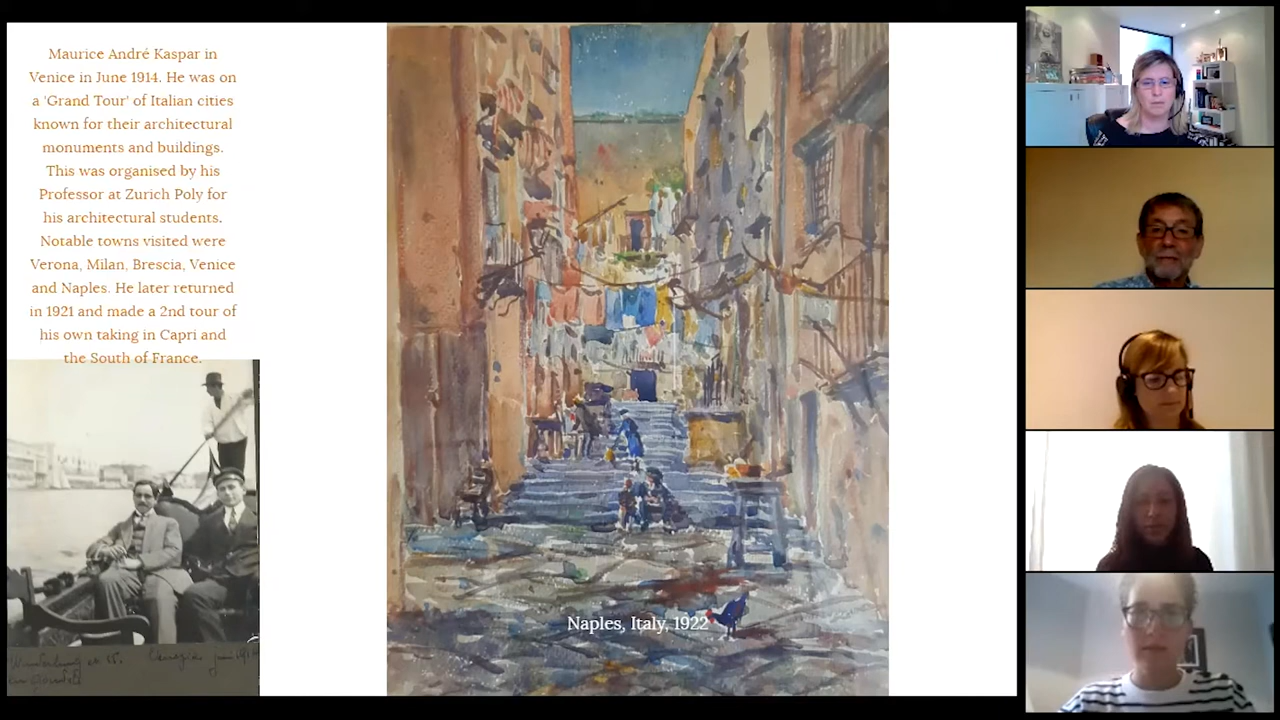 Maurice André Kaspar in
Venice in June 1914. He was on
a 'Grand Tour' of Italian cities
known for their architectural
monuments and buildings.
This was organised by his
Professor at Zurich Poly for
his architectural students.
Notable towns visited were
Verona, Milan, Brescia, Venice
and Naples. He later returned
in 1921 and made a 2nd tour of
his own taking in Capri and
the South of France.
Naples, Italy, 1922